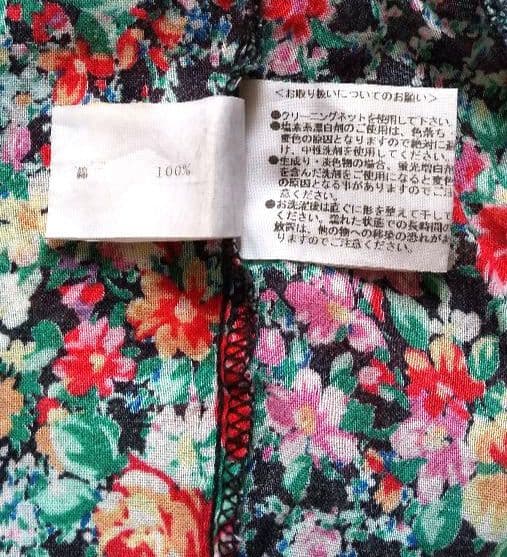 綿 100%
<お取り扱いについてのお願い>
●クリーニングネットを使用して下さい。
●塩素系漂白剤のご使用は、色落ち
変色の原因となりますので絶対に避
け、中性洗剤を使用してください。
●生成り・淡色物の場合、蛍光増白剤
を含んだ洗剤をご使用になると変色
の原因となる事がありますのでご注
意ください。
●お洗濯後は直ぐに形を整えて干して
ください。濡れた状態での長時間の
放置は、他の物への移染の恐れがあ
りますのでご注意ください。